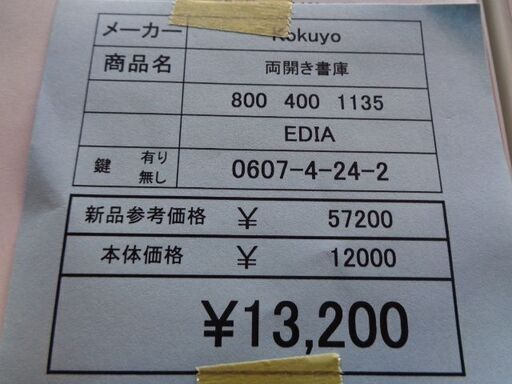 メーカー Kokuyo
商品名 両開き書庫
800 400 1135
EDIA
鍵 有り 無し 0607-4-24-2
新品参考価格 ¥ 57200
本体価格 ¥ 12000
¥13,200